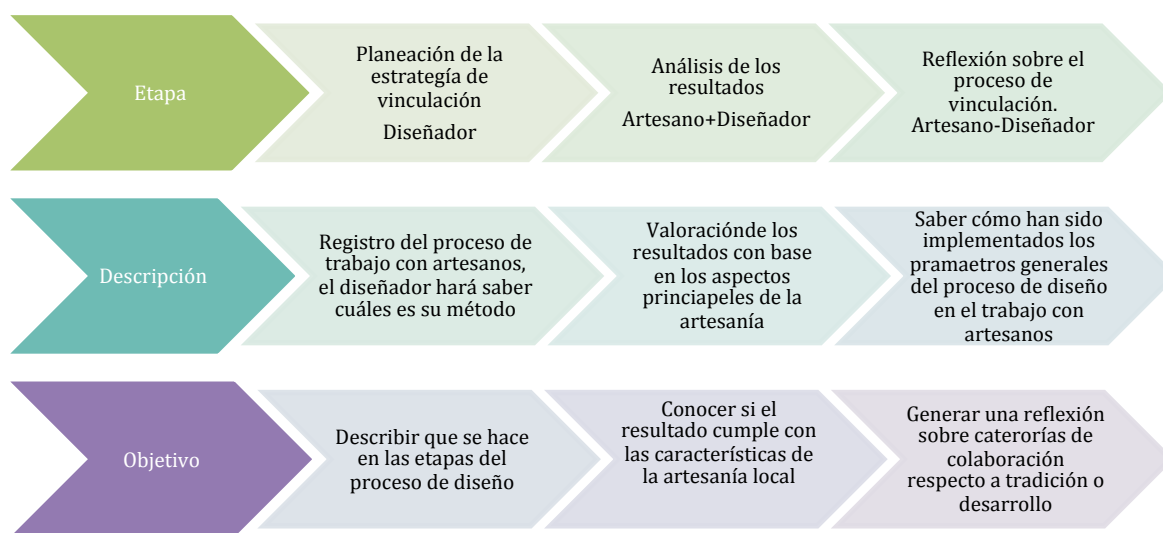 Etapa
Planeación de la
estrategía de
vinculación
Diseñador
Análisis de los
resultados
Artesano+Diseñador
Reflexión sobre el
proceso de
vinculación.
Artesano-Diseñador
Descripción
Registro del proceso de
trabajo con artesanos,
el diseñador hará saber
cuáles es su método
Valoraciónde los
resultados con base
en los aspectos
princiapeles de la
artesanía
Saber cómo han sido
implementados los
pramaetros generales
del proceso de diseño
en el trabajo con
artesanos
Objetivo
Describir que se hace
en las etapas del
proceso de diseño
Conocer si el
resultado cumple con
las características de
la artesanía local
Generar una reflexión
sobre caterorías de
colaboración
respecto a tradición o
desarrollo